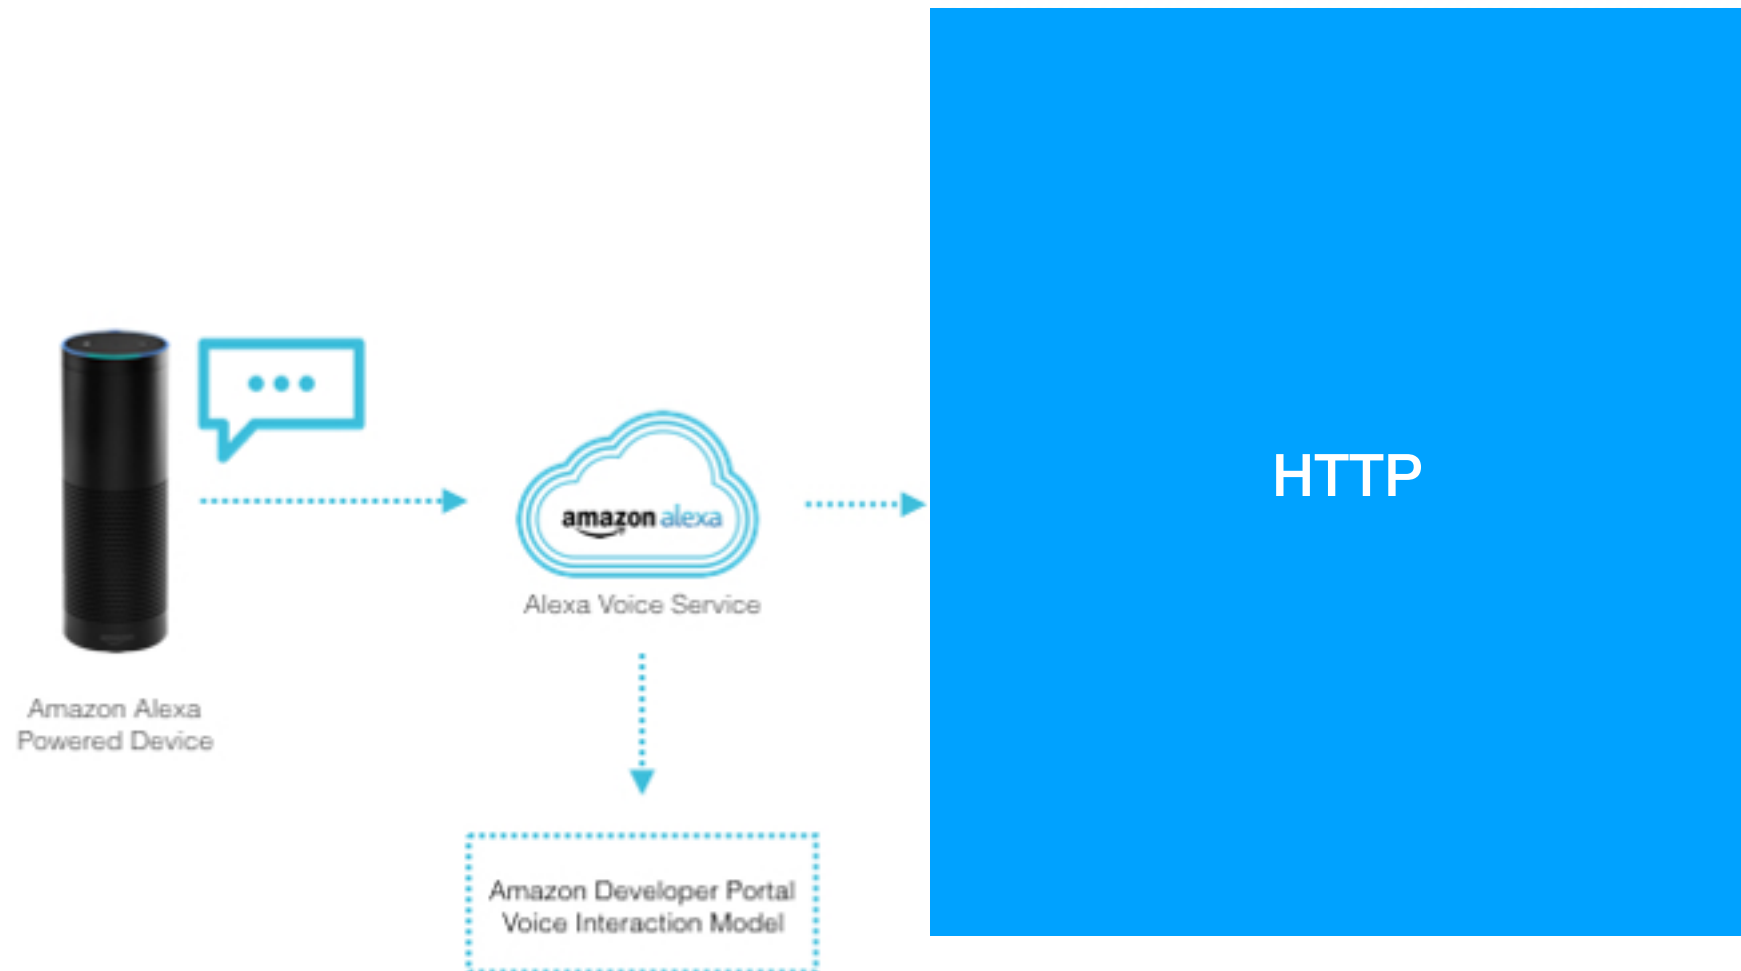 HTTP
amazon alexa
Alexa Voice Service
Amazon Alexa
Powered Device
Amazon Developer Portal
Voice Interaction Model